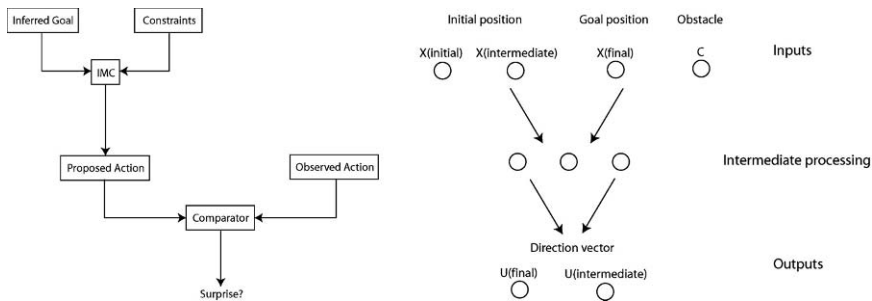 Inferred Goal
Constraints
IMC
Proposed Action
Observed Action
Comparator
Surprise?
Initial position
Goal position
Obstacle
X(initial)
X(intermediate)
X(final)
C
Inputs
Intermediate processing
Direction vector
U(final)
U(intermediate)
Outputs